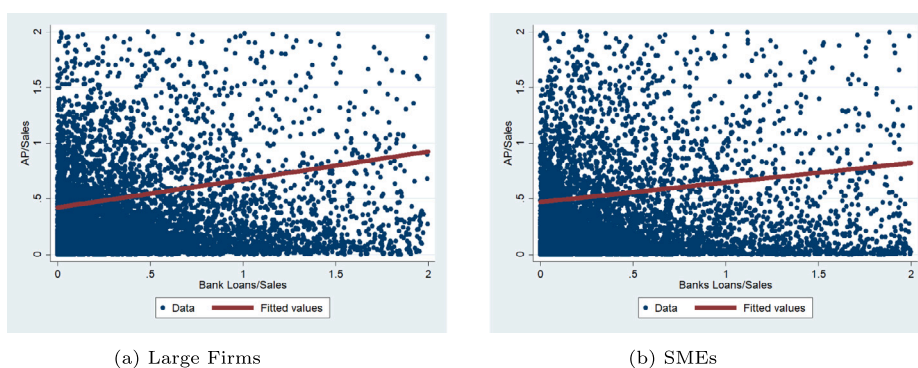 AP/Sales
2
1.5
1
.5
0
0 .5 1 1.5 2
Bank Loans/Sales
Data Fitted values
(a) Large Firms
AP/Sales
2
1.5
1
.5
0
0 .5 1 1.5 2
Banks Loans/Sales
Data Fitted values
(b) SMEs